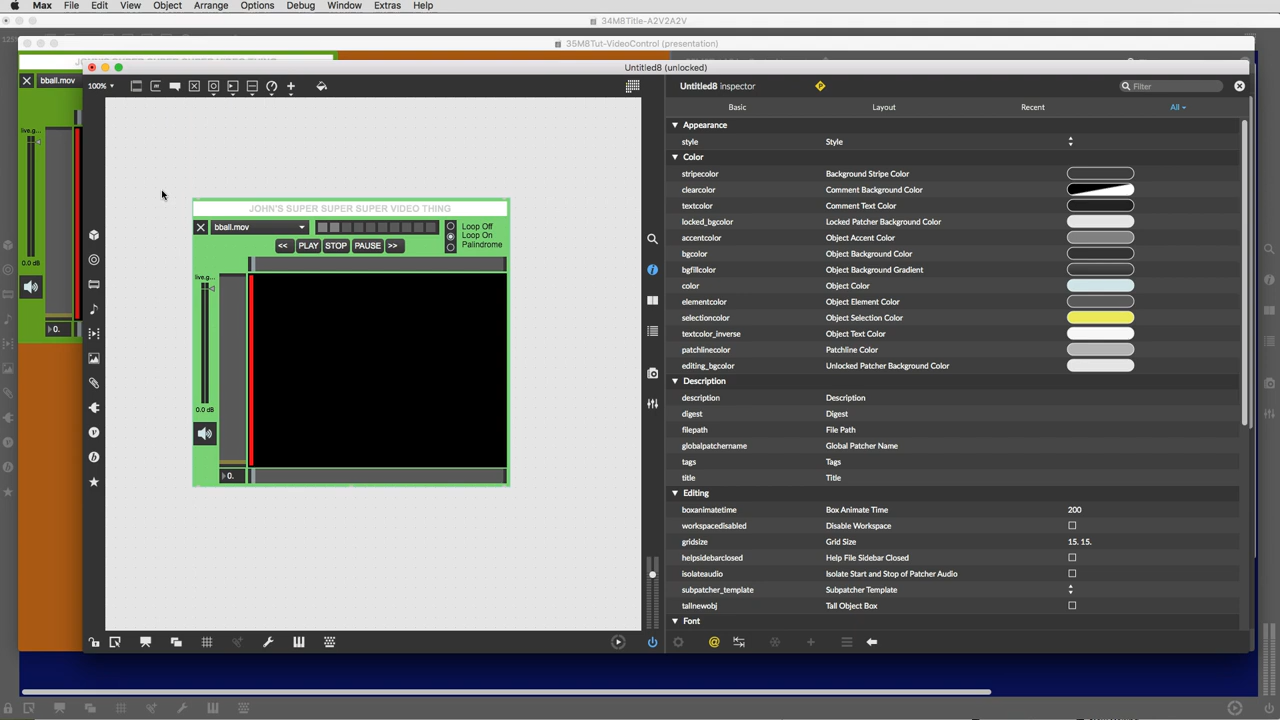 Max File Edit View Object Arrange Options Debug Window Extras Help
34M8Title-A2V2A2V
35M8Tut-VideoControl (presentation)
Untitled8 (unlocked)
bball.mov
100%
Untitled8 inspector
Filter
Basic Layout Recent All
Appearance
style Style
Color
stripecolor Background Stripe Color
clearcolor Comment Background Color
textcolor Comment Text Color
locked_bgcolor Locked Patcher Background Color
accentcolor Object Accent Color
bgcolor Object Background Color
bgfillcolor Object Background Gradient
color Object Color
elementcolor Object Element Color
selectioncolor Object Selection Color
textcolor_inverse Object Text Color
patchlinecolor Patchline Color
editing_bgcolor Unlocked Patcher Background Color
Description
description Description
digest Digest
filepath File Path
globalpatchername Global Patcher Name
tags Tags
title Title
Editing
boxanimatetime Box Animate Time 200
workspacedisabled Disable Workspace
gridsize Grid Size 15. 15.
helpsidebarclosed Help File Sidebar Closed
isolateaudio Isolate Start and Stop of Patcher Audio
subpatcher_template Subpatcher Template
tallnewobj Tall Object Box
Font
JOHN'S SUPER SUPER SUPER VIDEO THING
bball.mov
Loop Off
Loop On
Palindrome
<< PLAY STOP PAUSE >>
live.g...
0.0 dB
0.
live.g...
0.0 dB
0.